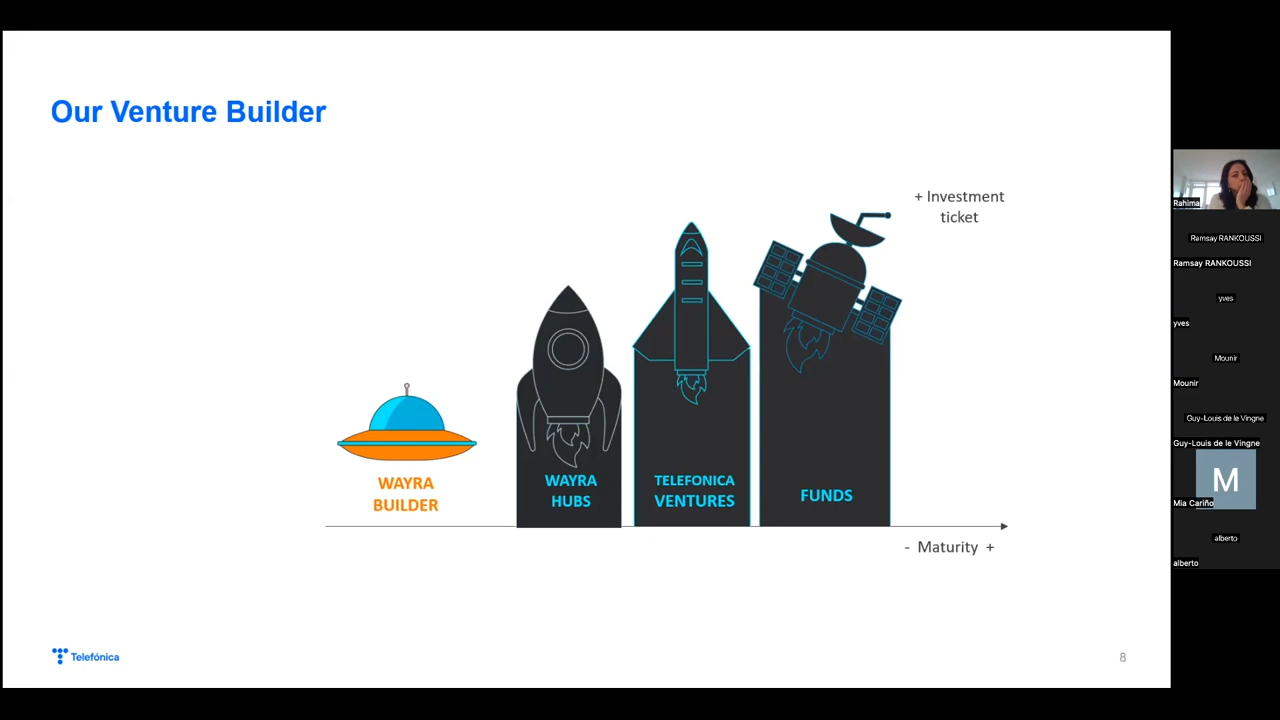 Our Venture Builder
+ Investment
ticket
WAYRA
BUILDER
WAYRA
HUBS
TELEFONICA
VENTURES
FUNDS
- Maturity +
Telefónica
8
Rahima
Ramsay RANKOUSSI
Ramsay RANKOUSSI
yves
yves
Mounir
Mounir
Guy-Louis de le Vingne
Guy-Louis de le Vingne
M
Mia Cariño
alberto
alberto